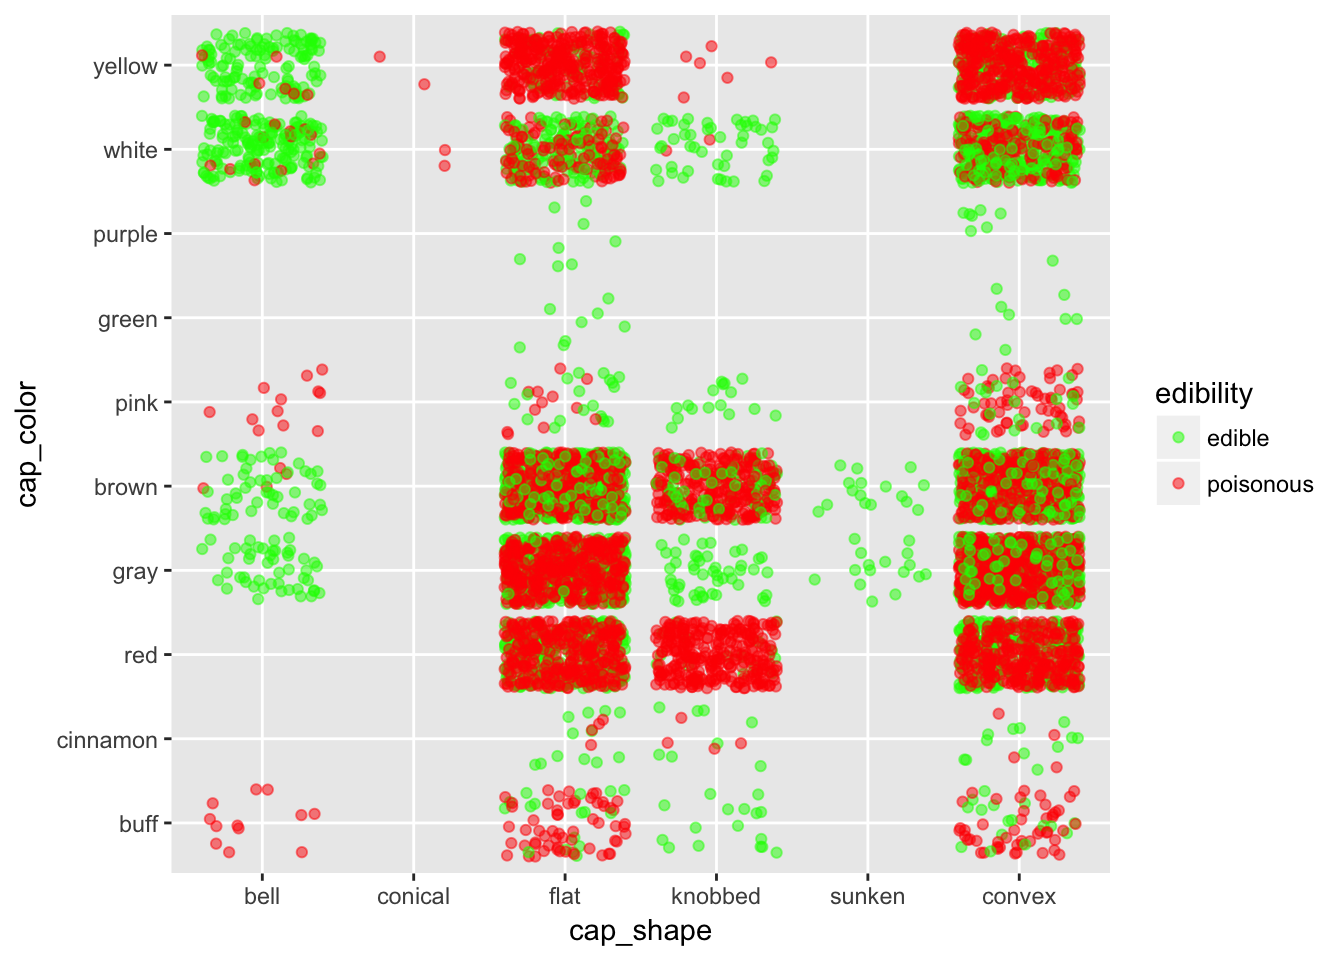 yellow
white
purple
green
pink
brown
gray
red
cinnamon
buff
cap_color
bell conical flat knobbed sunken convex
cap_shape
edibility
edible
poisonous